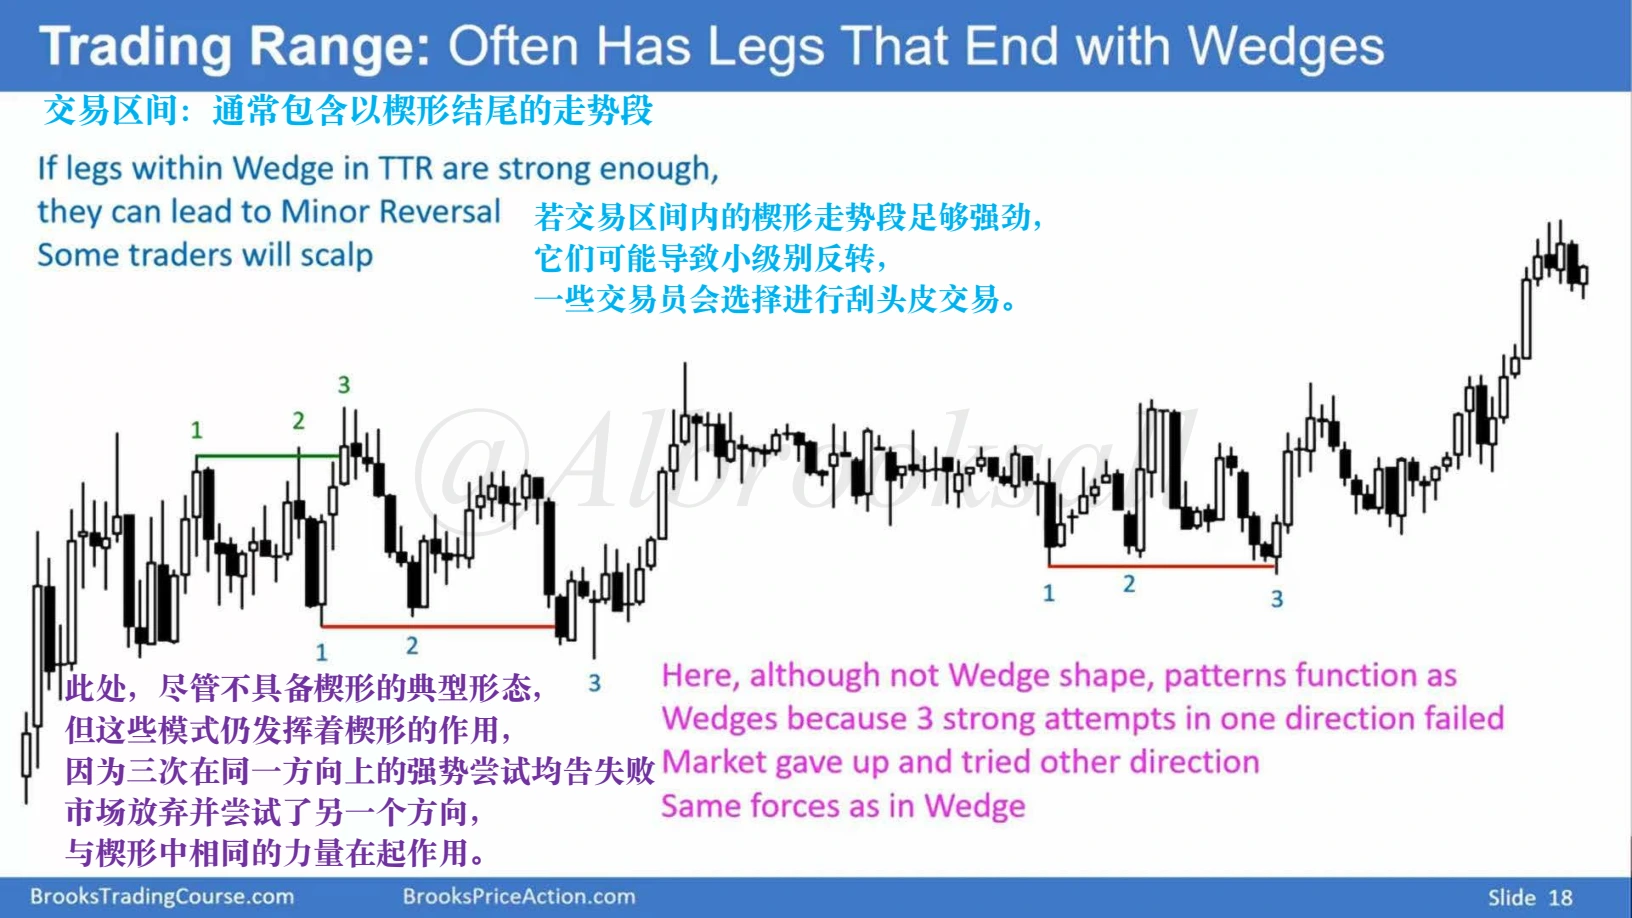 Trading Range: Often Has Legs That End with Wedges
交易区间：通常包含以楔形结尾的走势段
If legs within Wedge in TTR are strong enough,
they can lead to Minor Reversal
Some traders will scalp
若交易区间内的楔形走势段足够强劲，
它们可能导致小级别反转，
一些交易员会选择进行刮头皮交易。
1
2
3
@Albrooksall
1
2
3
1
2
3
此处，尽管不具备楔形的典型形态，
但这些模式仍发挥着楔形的作用，
因为三次在同一方向上的强势尝试均告失败
市场放弃并尝试了另一个方向，
与楔形中相同的力量在起作用。
Here, although not Wedge shape, patterns function as
Wedges because 3 strong attempts in one direction failed
Market gave up and tried other direction
Same forces as in Wedge
BrooksTradingCourse.com
BrooksPriceAction.com
Slide 18